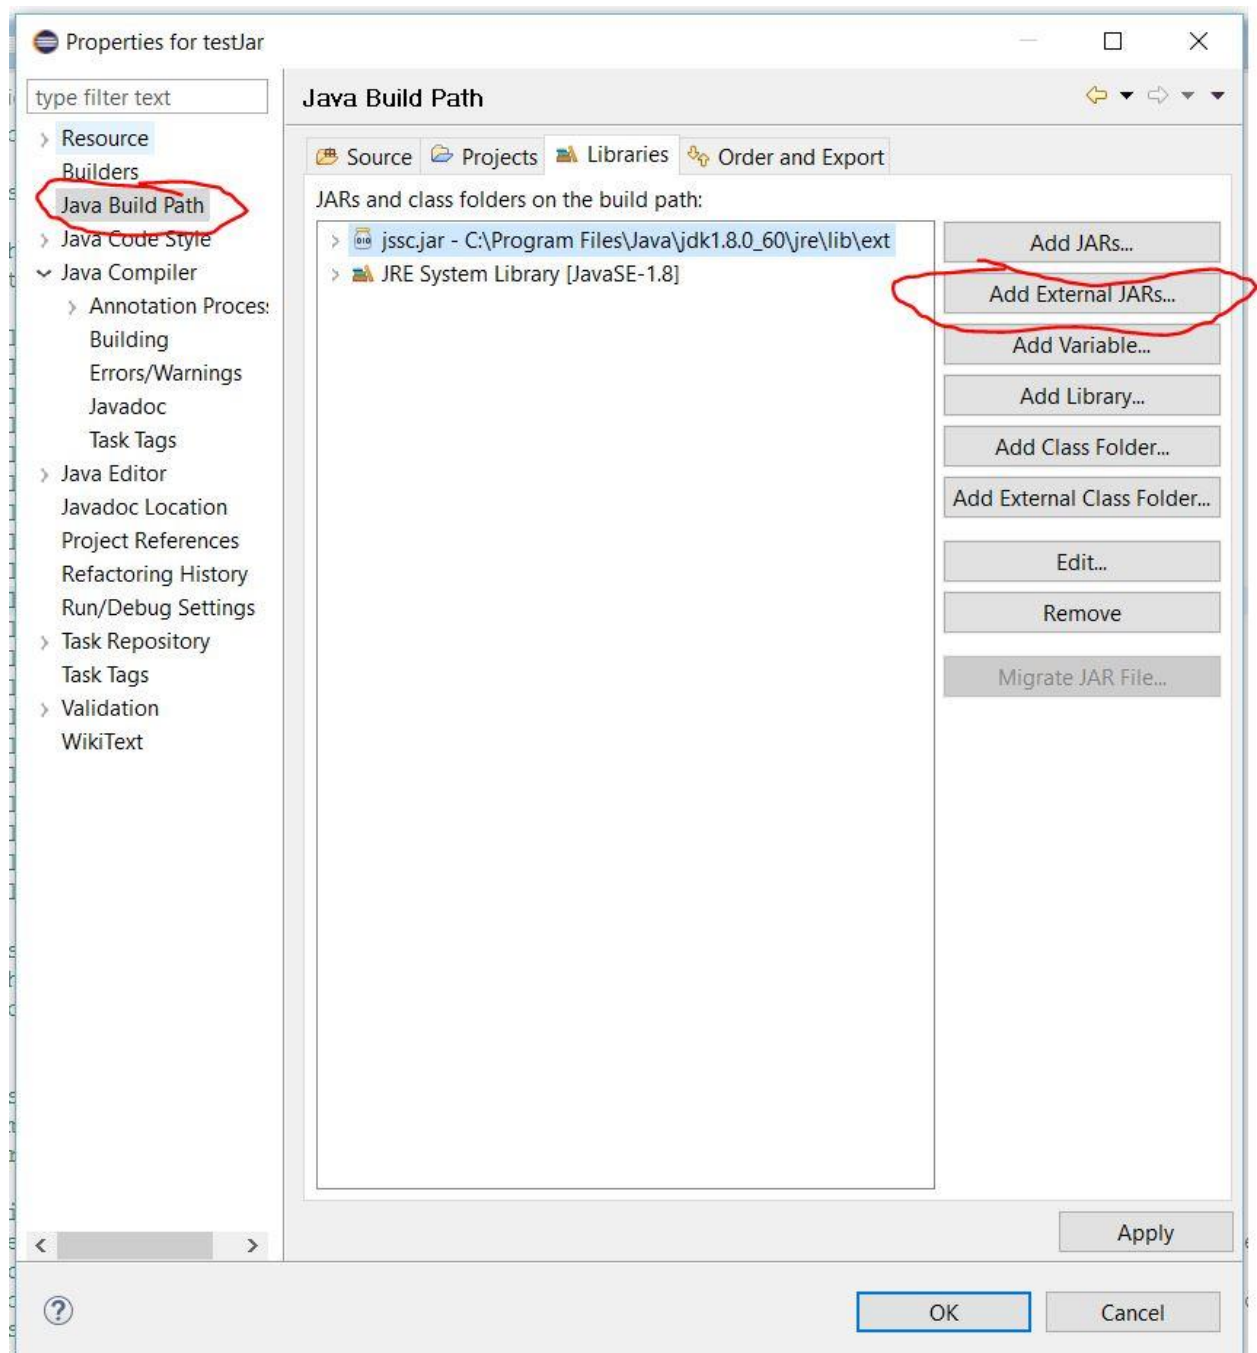 Properties for testJar
type filter text
Resource
Builders
Java Build Path
Java Code Style
Java Compiler
Annotation Proces
Building
Errors/Warnings
Javadoc
Task Tags
Java Editor
Javadoc Location
Project References
Refactoring History
Run/Debug Settings
Task Repository
Task Tags
Validation
WikiText
Java Build Path
Source Projects Libraries Order and Export
JARs and class folders on the build path:
jssc.jar - C:\Program Files\Java\jdk1.8.0_60\jre\lib\ext
JRE System Library [JavaSE-1.8]
Add JARs...
Add External JARs...
Add Variable...
Add Library...
Add Class Folder...
Add External Class Folder...
Edit...
Remove
Migrate JAR File...
Apply
OK
Cancel